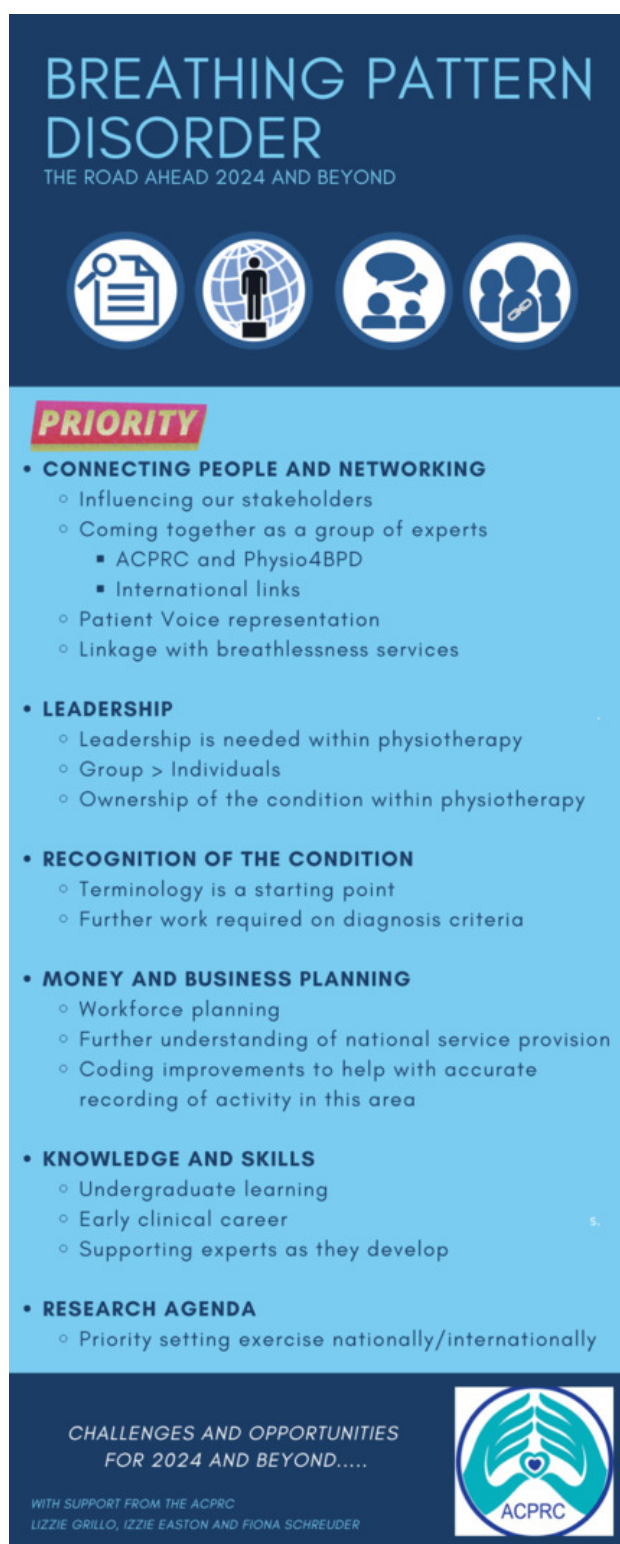 BREATHING PATTERN
DISORDER
THE ROAD AHEAD 2024 AND BEYOND
PRIORITY
• CONNECTING PEOPLE AND NETWORKING
◦ Influencing our stakeholders
◦ Coming together as a group of experts
▪ ACPRC and Physio4BPD
▪ International links
◦ Patient Voice representation
◦ Linkage with breathlessness services
• LEADERSHIP
◦ Leadership is needed within physiotherapy
◦ Group > Individuals
◦ Ownership of the condition within physiotherapy
• RECOGNITION OF THE CONDITION
◦ Terminology is a starting point
◦ Further work required on diagnosis criteria
• MONEY AND BUSINESS PLANNING
◦ Workforce planning
◦ Further understanding of national service provision
◦ Coding improvements to help with accurate
recording of activity in this area
• KNOWLEDGE AND SKILLS
◦ Undergraduate learning
◦ Early clinical career
s.
◦ Supporting experts as they develop
• RESEARCH AGENDA
◦ Priority setting exercise nationally/internationally
CHALLENGES AND OPPORTUNITIES
FOR 2024 AND BEYOND.....
WITH SUPPORT FROM THE ACPRC
LIZZIE GRILLO, IZZIE EASTON AND FIONA SCHREUDER
ACPRC